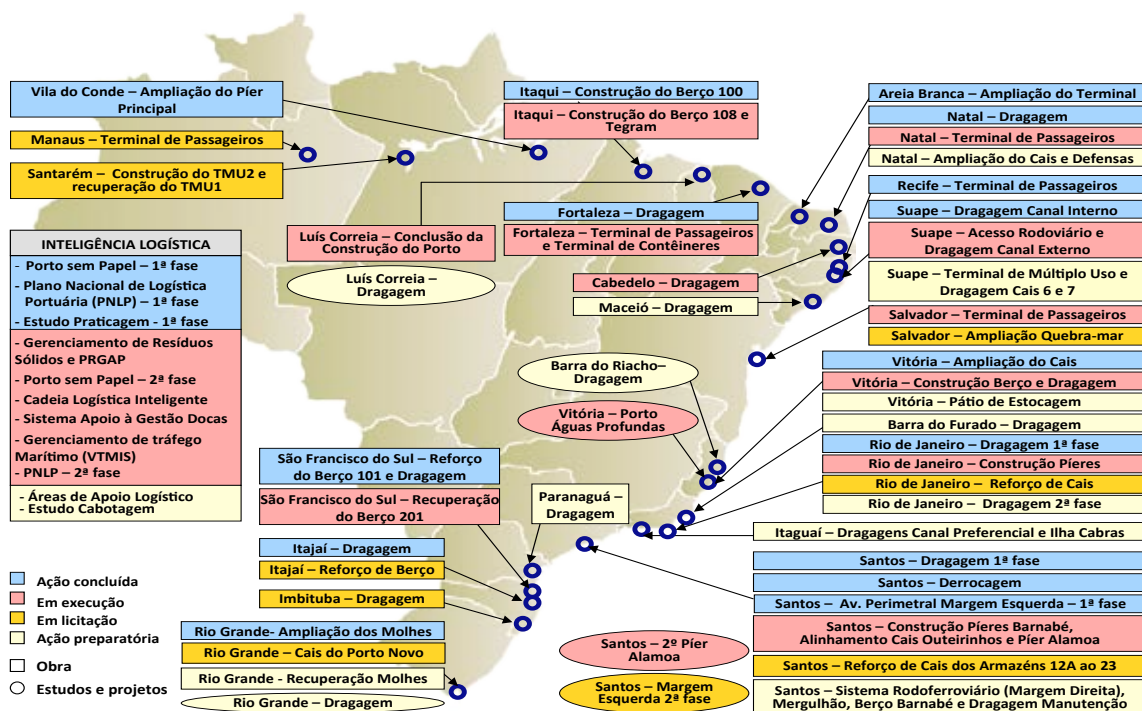 Vila do Conde – Ampliação do Píer
Principal
Manaus – Terminal de Passageiros
Santarém –  Construção do TMU2 e
recuperação do TMU1
Itaqui – Construção do Berço 100
Itaqui – Construção do Berço 108 e
Tegram
Luís Correia – Conclusão da
Construção do Porto
Luís Correia –
Dragagem
Fortaleza – Dragagem
Fortaleza – Terminal de Passageiros
e Terminal de Contêineres
Cabedelo – Dragagem
Maceió – Dragagem
Areia Branca – Ampliação do Terminal
Natal – Dragagem
Natal – Terminal de Passageiros
Natal – Ampliação do Cais e Defensas
Recife – Terminal de Passageiros
Suape – Dragagem Canal Interno
Suape – Acesso Rodoviário e
Dragagem Canal Externo
Suape – Terminal de Múltiplo Uso e
Dragagem Cais 6 e 7
Salvador – Terminal de Passageiros
Salvador – Ampliação Quebra-mar
Vitória – Ampliação do Cais
Vitória – Construção Berço e Dragagem
Vitória – Pátio de Estocagem
Barra do Furado – Dragagem
Rio de Janeiro – Dragagem 1ª fase
Rio de Janeiro – Construção Píeres
Rio de Janeiro – Reforço de Cais
Rio de Janeiro – Dragagem 2ª fase
Itaguaí – Dragagens Canal Preferencial e Ilha Cabras
Santos – Dragagem 1ª fase
Santos – Derrocagem
Santos –  Av. Perimetral Margem Esquerda – 1ª fase
Santos – Construção Píeres Barnabé,
Alinhamento Cais Outeirinhos e Píer Alamoa
Santos – Reforço de Cais dos Armazéns 12A ao 23
Santos – Sistema Rodoferroviário (Margem Direita),
Mergulhão, Berço Barnabé e Dragagem Manutenção
Barra do Riacho–
Dragagem
Vitória – Porto
Águas Profundas
INTELIGÊNCIA LOGÍSTICA
- Porto sem Papel – 1ª fase
- Plano Nacional de Logística
Portuária (PNLP) – 1ª fase
- Estudo Praticagem - 1ª fase
- Gerenciamento de Resíduos
Sólidos e PRGAP
- Porto sem Papel – 2ª fase
- Cadeia Logística Inteligente
- Sistema Apoio à Gestão Docas
- Gerenciamento de tráfego
Marítimo (VTMIS)
- PNLP – 2ª fase
- Áreas de Apoio Logístico
- Estudo Cabotagem
São Francisco do Sul – Reforço
do Berço 101 e Dragagem
São Francisco do Sul – Recuperação
do Berço 201
Paranaguá –
Dragagem
Itajaí – Dragagem
Itajaí – Reforço de Berço
Imbituba – Dragagem
Rio Grande- Ampliação dos Molhes
Rio Grande – Cais do Porto Novo
Rio Grande - Recuperação Molhes
Rio Grande – Dragagem
Santos – 2º Píer
Alamoa
Santos – Margem
Esquerda 2ª fase
Ação concluída
Em execução
Em licitação
Ação preparatória
Obra
Estudos e projetos